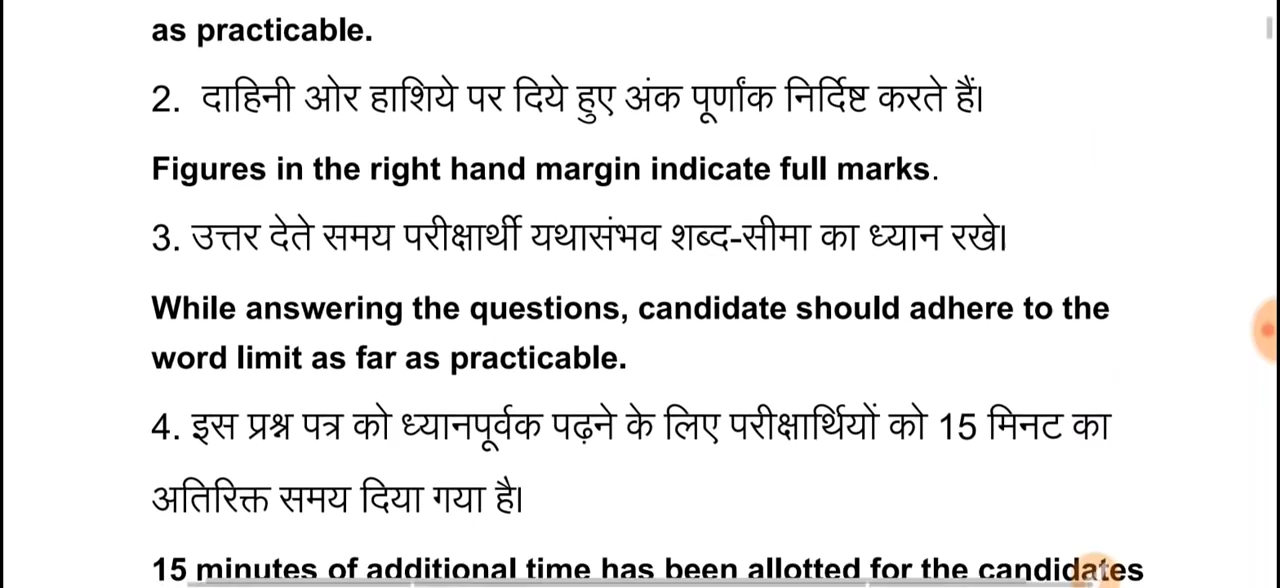 as practicable.
2. दाहिनी ओर हाशिये पर दिये हुए अंक पूर्णांक निर्दिष्ट करते हैं।
Figures in the right hand margin indicate full marks.
3. उत्तर देते समय परीक्षार्थी यथासंभव शब्द-सीमा का ध्यान रखे।
While answering the questions, candidate should adhere to the
word limit as far as practicable.
4. इस प्रश्न पत्र को ध्यानपूर्वक पढ़ने के लिए परीक्षार्थियों को 15 मिनट का
अतिरिक्त समय दिया गया है।
15 minutes of additional time has been allotted for the candidates